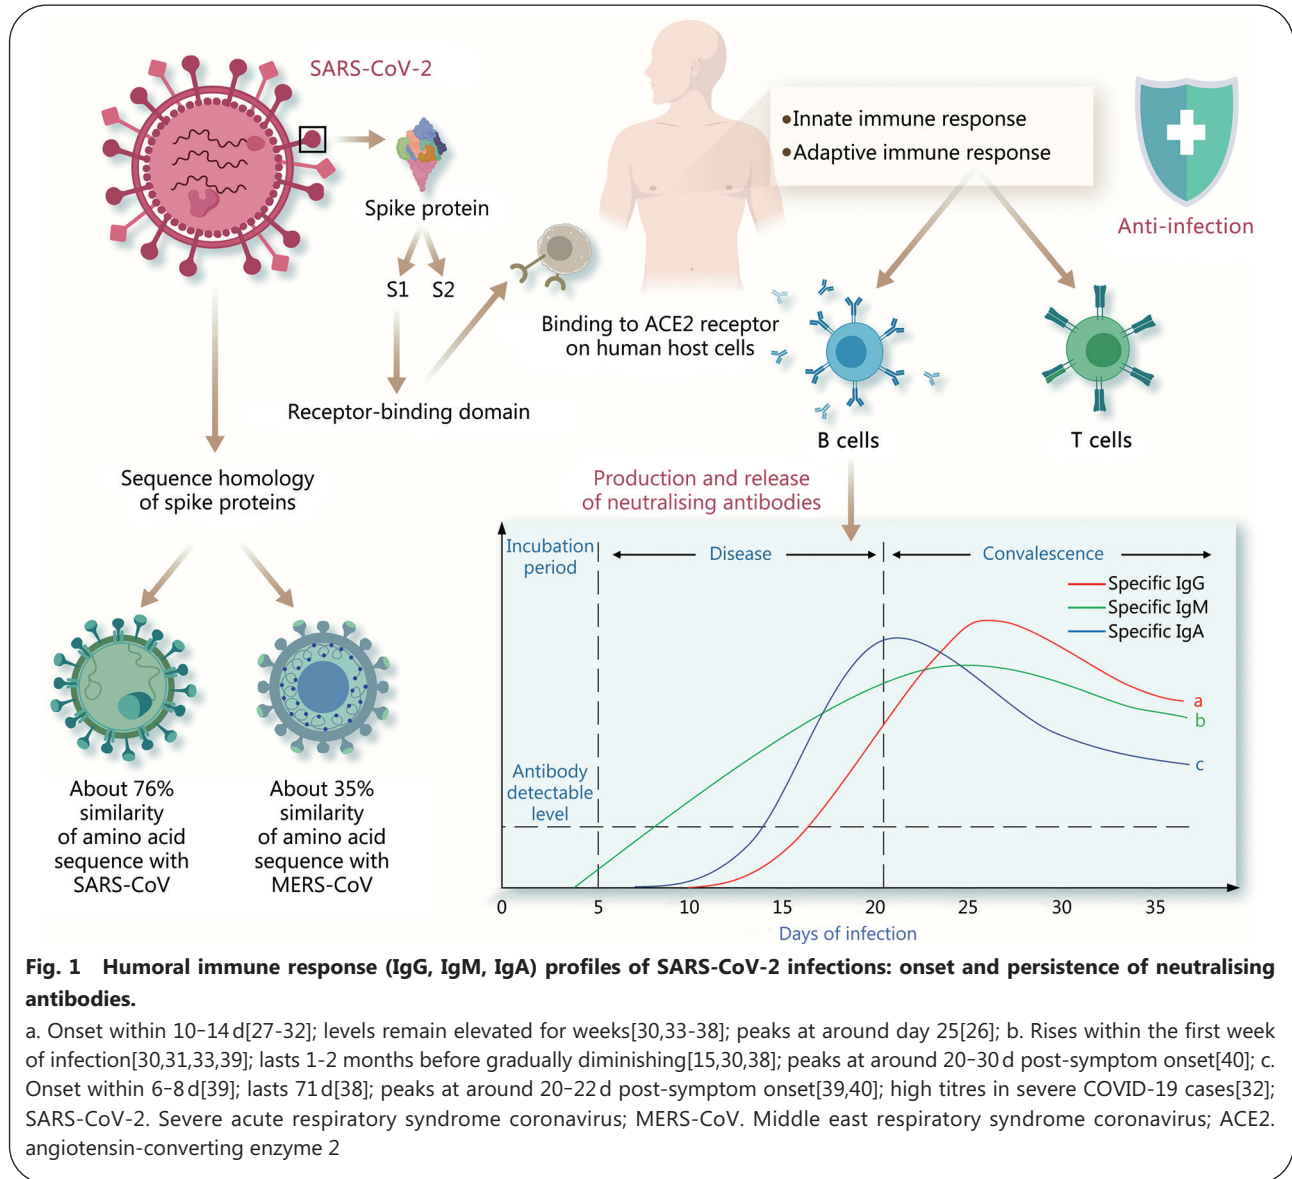 SARS-CoV-2
Spike protein
S1 S2
Receptor-binding domain
Binding to ACE2 receptor
on human host cells
•Innate immune response
•Adaptive immune response
Anti-infection
B cells
T cells
Sequence homology
of spike proteins
About 76%
similarity
of amino acid
sequence with
SARS-CoV
About 35%
similarity
of amino acid
sequence with
MERS-CoV
Production and release
of neutralising antibodies
Incubation
period
Disease
Convalescence
Specific IgG
Specific IgM
Specific IgA
a
b
c
Antibody
detectable
level
0 5 10 15 20 25 30 35
Days of infection
Fig. 1 Humoral immune response (IgG, IgM, IgA) profiles of SARS-CoV-2 infections: onset and persistence of neutralising
antibodies.
a. Onset within 10–14 d[27-32]; levels remain elevated for weeks[30,33-38]; peaks at around day 25[26]; b. Rises within the first week
of infection[30,31,33,39]; lasts 1-2 months before gradually diminishing[15,30,38]; peaks at around 20–30 d post-symptom onset[40]; c.
Onset within 6–8 d[39]; lasts 71 d[38]; peaks at around 20–22 d post-symptom onset[39,40]; high titres in severe COVID-19 cases[32];
SARS-CoV-2. Severe acute respiratory syndrome coronavirus; MERS-CoV. Middle east respiratory syndrome coronavirus; ACE2.
angiotensin-converting enzyme 2